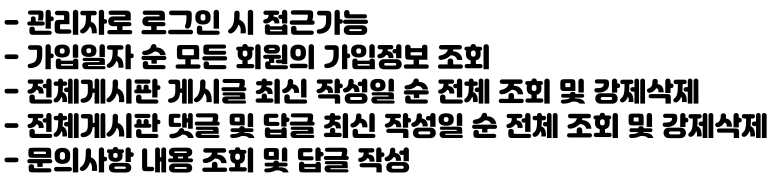 - 관리자로 로그인 시 접근가능
- 가입일자 순 모든 회원의 가입정보 조회
- 전체게시판 게시글 최신 작성일 순 전체 조회 및 강제삭제
- 전체게시판 댓글 및 답글 최신 작성일 순 전체 조회 및 강제삭제
- 문의사항 내용 조회 및 답글 작성